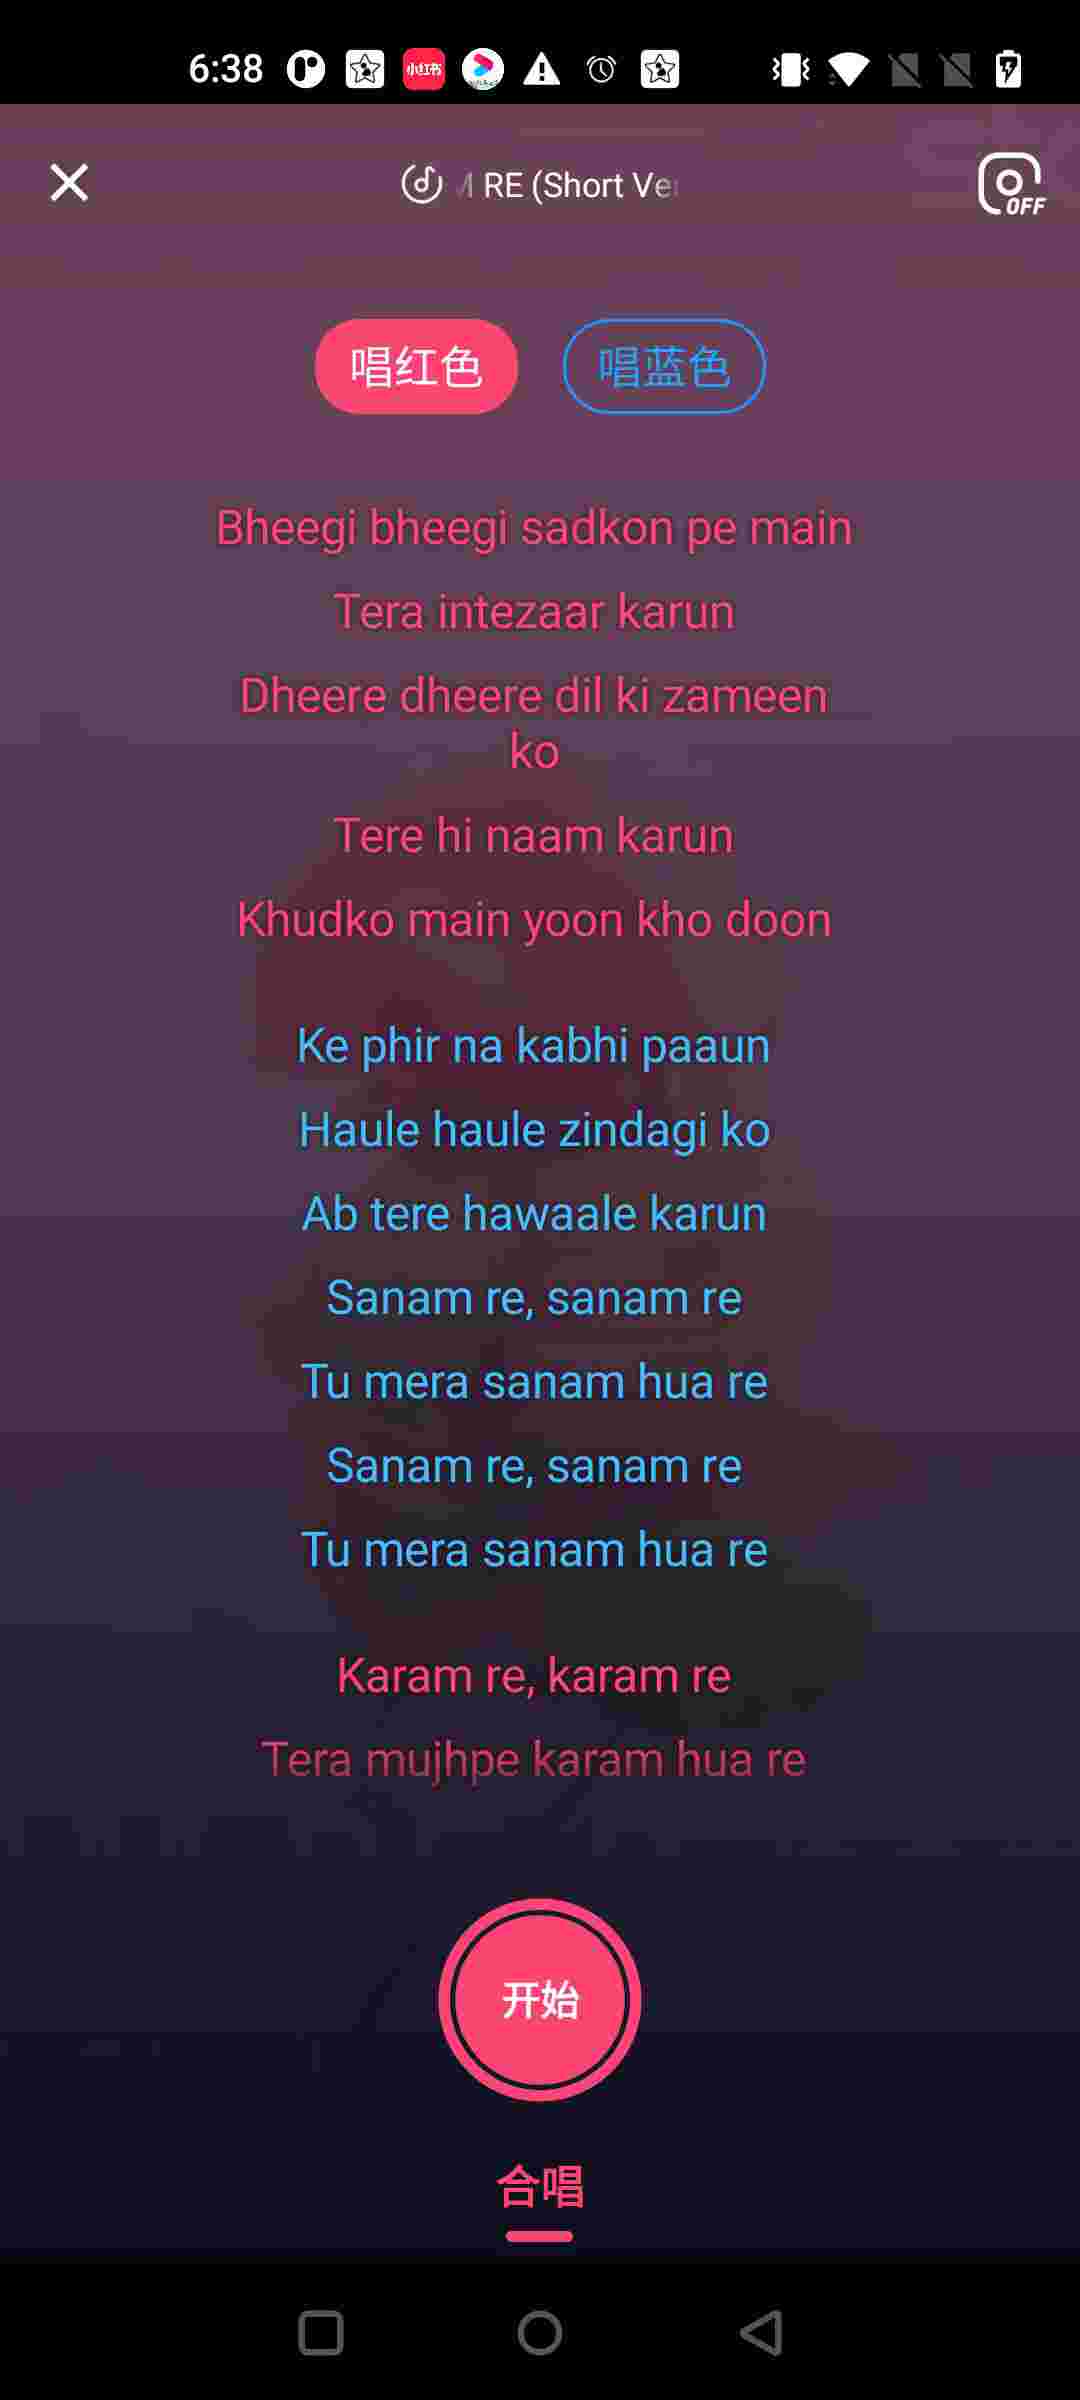 6:38
小红书
RE (Short Ve
OFF
唱红色
唱蓝色
Bheegi bheegi sadkon pe main
Tera intezaar karun
Dheere dheere dil ki zameen
ko
Tere hi naam karun
Khudko main yoon kho doon
Ke phir na kabhi paaun
Haule haule zindagi ko
Ab tere hawaale karun
Sanam re, sanam re
Tu mera sanam hua re
Sanam re, sanam re
Tu mera sanam hua re
Karam re, karam re
Tera mujhpe karam hua re
开始
合唱